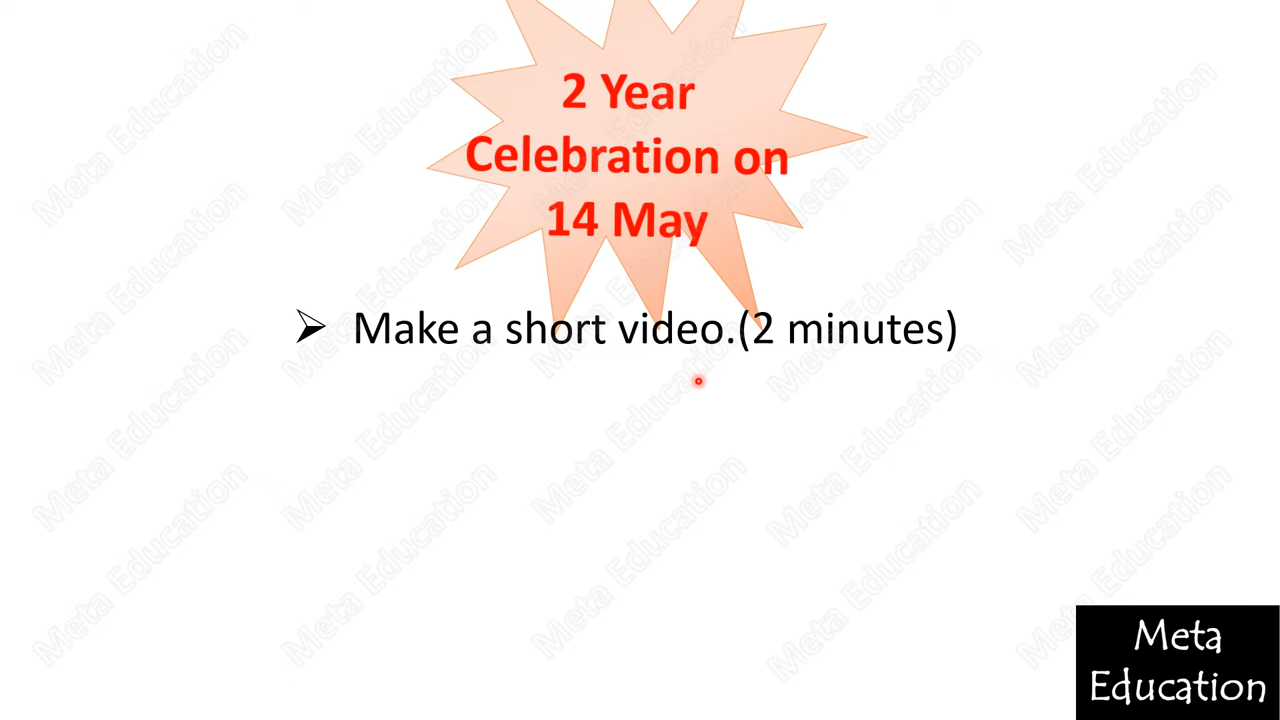 2 Year
Celebration on
14 May
➢ Make a short video.(2 minutes)
Meta
Education